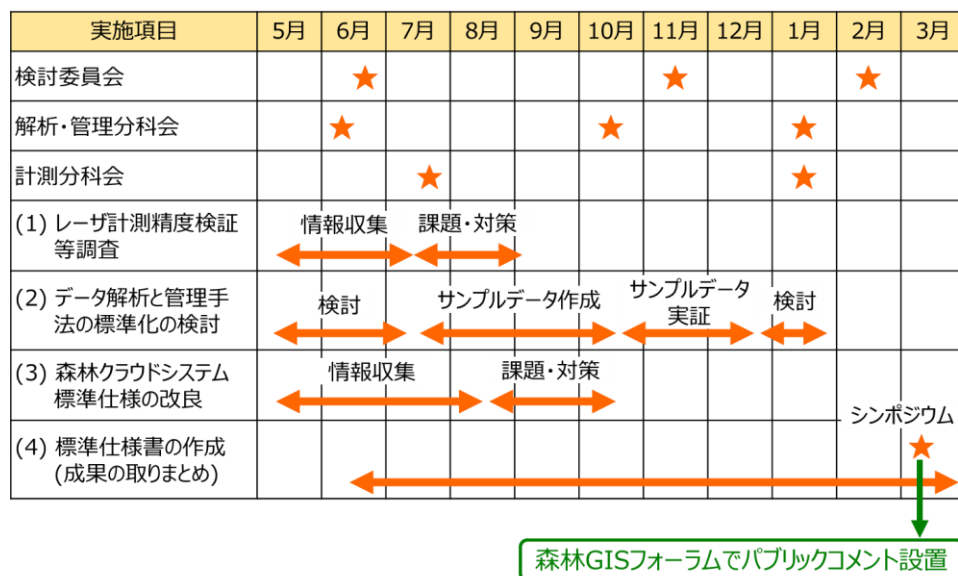 実施項目 5月 6月 7月 8月 9月 10月 11月 12月 1月 2月 3月
検討委員会
解析・管理分科会
計測分科会
(1) レーザ計測精度検証
等調査
情報収集 課題・対策
(2) データ解析と管理手
法の標準化の検討
検討 サンプルデータ作成 サンプルデータ
実証 検討
(3) 森林クラウドシステム
標準仕様の改良
情報収集 課題・対策
(4) 標準仕様書の作成
(成果の取りまとめ)
シンポジウム
森林GISフォーラムでパブリックコメント設置